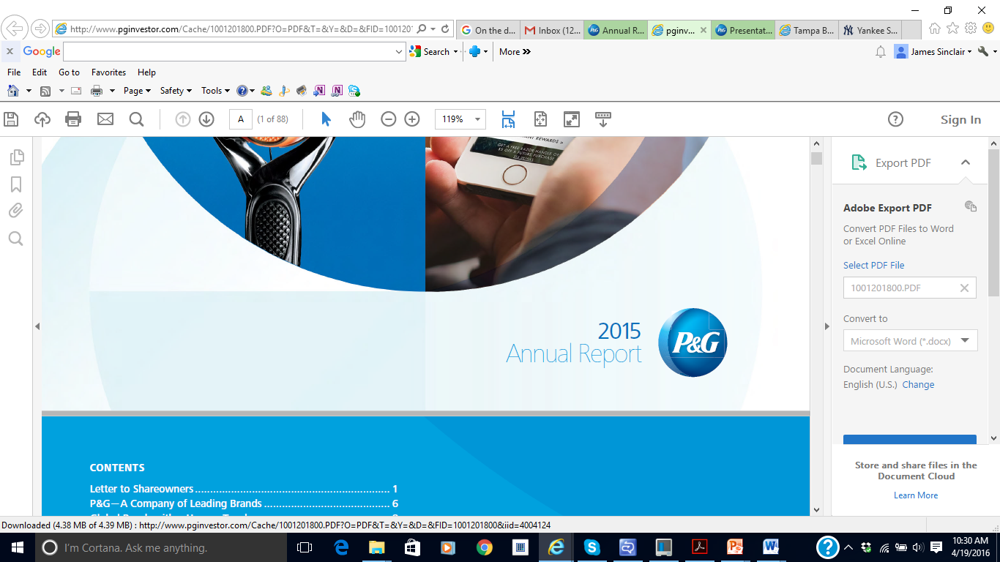 http://www.pginvestor.com/Cache/1001201800.PDF?O=PDF&T=&Y=&D=&FID=100120
On the d...
Inbox (12...
Annual R...
pginv...
Presentat...
Tampa B...
Yankee S...
x Google
Search
More »
James Sinclair
File Edit Go to Favorites Help
Page Safety Tools
A
(1 of 88)
119%
Sign In
ANT REWARDS >
GET A FREE RAZOR HANDLE OR
$5 OFF A FUTURE PURCHASE
2015
Annual Report
P&G
CONTENTS
Letter to Shareowners 1
P&G—A Company of Leading Brands 6
Export PDF
Adobe Export PDF
Convert PDF Files to Word
or Excel Online
Select PDF File
1001201800.PDF
Convert to
Microsoft Word (*.docx)
Document Language:
English (U.S.) Change
Store and share files in the
Document Cloud
Learn More
Downloaded (4.38 MB of 4.39 MB) : http://www.pginvestor.com/Cache/1001201800.PDF?O=PDF&T=&Y=&D=&FID=1001201800&iid=4004124
I'm Cortana. Ask me anything.
10:30 AM
4/19/2016